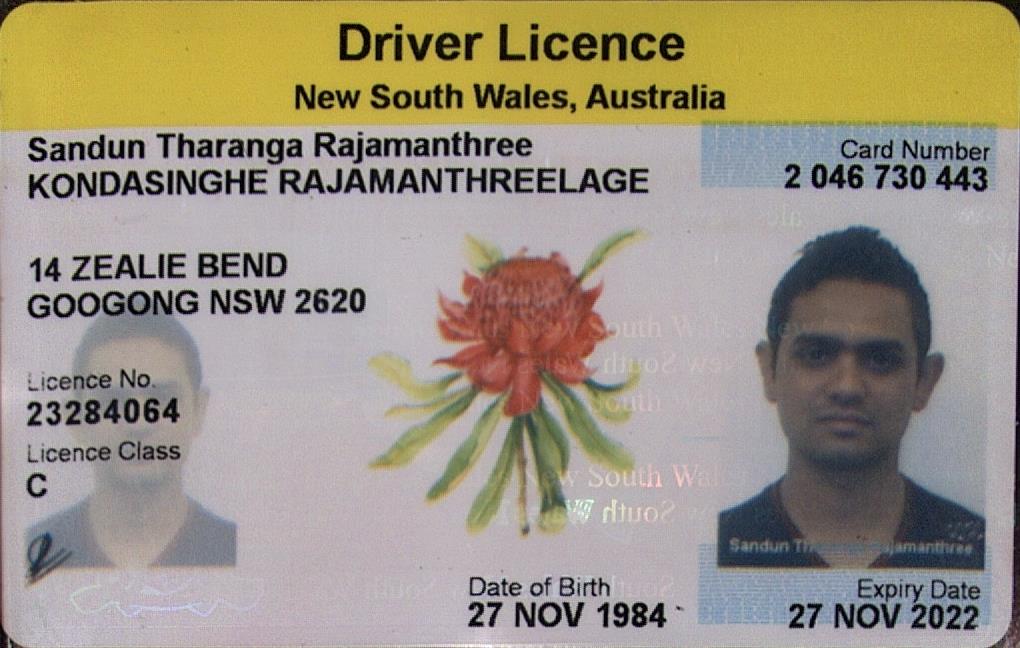 Driver Licence
New South Wales, Australia
Sandun Tharanga Rajamanthree
KONDASINGHE RAJAMANTHREELAGE
Card Number
2 046 730 443
14 ZEALIE BEND
GOOGONG NSW 2620
Licence No.
23284064
Licence Class
C
New South Wales
New South Wales
South Wales
New South Wal
South Wales
Sandun Tharanga Rajamanthree
Date of Birth
27 NOV 1984
Expiry Date
27 NOV 2022